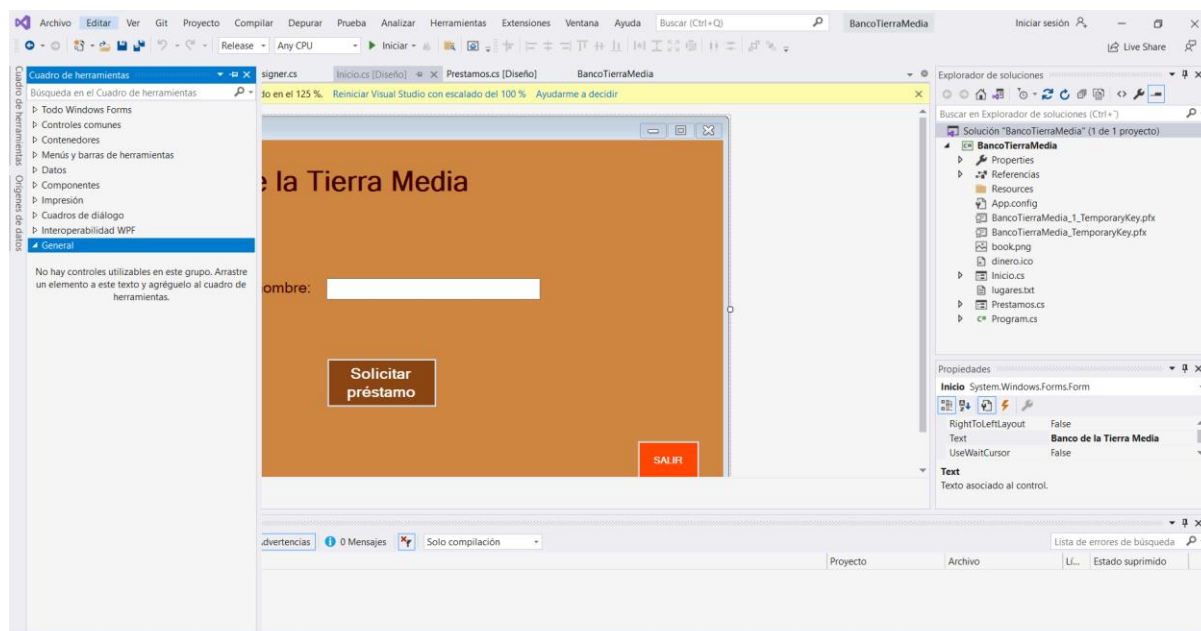 Archivo Editar Ver Git Proyecto Compilar Depurar Prueba Analizar Herramientas Extensiones Ventana Ayuda Buscar (Ctrl+Q) BancoTierraMedia Iniciar sesión
Release Any CPU Iniciar Live Share
Cuadro de herramientas
Orígenes de datos
Cuadro de herramientas
Búsqueda en el Cuadro de herramientas
Todo Windows Forms
Controles comunes
Contenedores
Menús y barras de herramientas
Datos
Componentes
Impresión
Cuadros de diálogo
Interoperabilidad WPF
General
No hay controles utilizables en este grupo. Arrastre
un elemento a este texto y agréguelo al cuadro de
herramientas.
signer.cs Inicio.cs [Diseño] Prestamos.cs [Diseño] BancoTierraMedia
do en el 125 %. Reiniciar Visual Studio con escalado del 100 % Ayudarme a decidir
la Tierra Media
ombre:
Solicitar
préstamo
SALIR
Explorador de soluciones
Buscar en Explorador de soluciones (Ctrl+¨)
Solución "BancoTierraMedia" (1 de 1 proyecto)
BancoTierraMedia
Properties
Referencias
Resources
App.config
BancoTierraMedia_1_TemporaryKey.pfx
BancoTierraMedia_TemporaryKey.pfx
book.png
dinero.ico
Inicio.cs
lugares.txt
Prestamos.cs
Program.cs
Propiedades
Inicio System.Windows.Forms.Form
RightToLeftLayout False
Text Banco de la Tierra Media
UseWaitCursor False
Text
Texto asociado al control.
dvertencias 0 Mensajes Solo compilación Lista de errores de búsqueda
Proyecto Archivo Lí... Estado suprimido